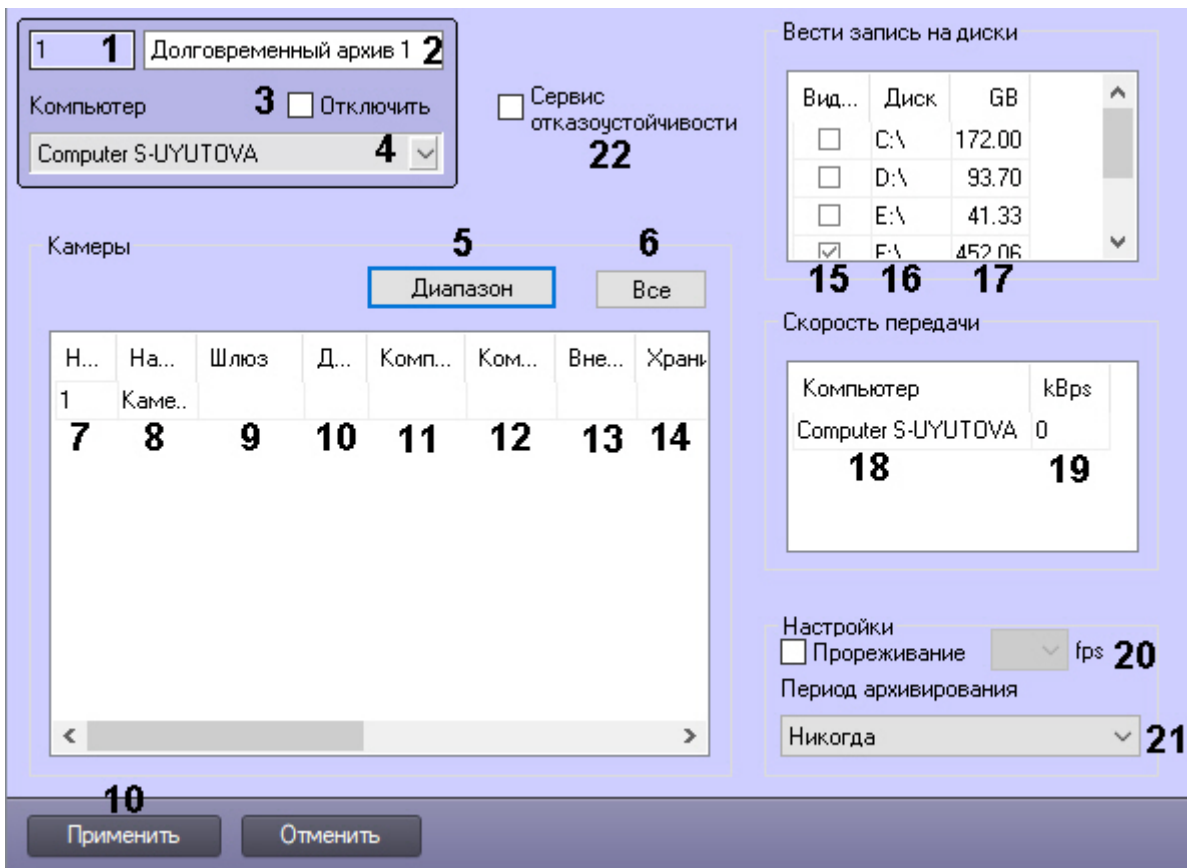 1 1 Долговременный архив 1 2
Компьютер 3 Отключить
Computer S-UYUTOVA 4
Сервис
отказоустойчивости
22
Вести запись на диски
Вид... Диск GB
C:\ 172.00
D:\ 93.70
E:\ 41.33
F:\ 452.06
15 16 17
Камеры 5 6
Диапазон Все
Н... На... Шлюз Д... Комп... Ком... Вне... Храни
1 Каме..
7 8 9 10 11 12 13 14
Скорость передачи
Компьютер kBps
Computer S-UYUTOVA 0
18 19
Настройки
Прореживание fps 20
Период архивирования
Никогда 21
10
Применить Отменить